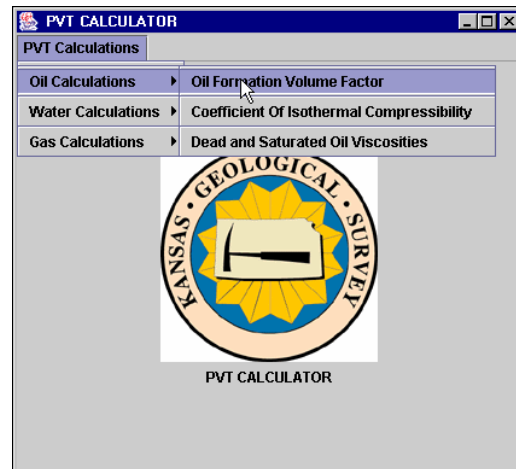 PVT CALCULATOR
PVT Calculations
Oil Calculations
Oil Formation Volume Factor
Water Calculations
Coefficient Of Isothermal Compressibility
Gas Calculations
Dead and Saturated Oil Viscosities
KANSAS • GEOLOGICAL • SURVEY
PVT CALCULATOR